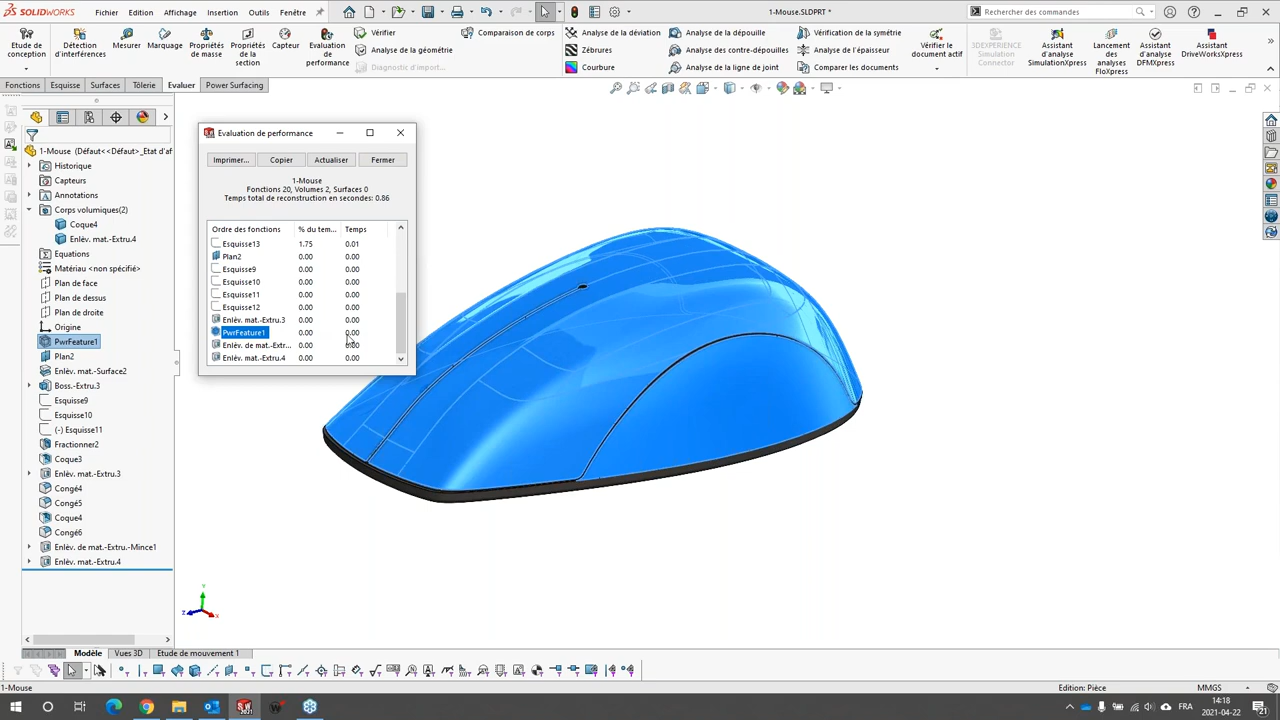 SOLIDWORKS Fichier Edition Affichage Insertion Outils Fenêtre 1-Mouse.SLDPRT * Rechercher des commandes
Etude de conception
Détection d'interférences
Mesurer
Marquage
Propriétés de masse
Propriétés de la section
Capteur
Evaluation de performance
Vérifier
Analyse de la géométrie
Diagnostic d'import...
Comparaison de corps
Analyse de la déviation
Zébrures
Courbure
Analyse de la dépouille
Analyse des contre-dépouilles
Analyse de la ligne de joint
Vérification de la symétrie
Analyse de l'épaisseur
Comparer les documents
Vérifier le document actif
3DEXPERIENCE Simulation Connector
Assistant d'analyse SimulationXpress
Lancement des analyses FloXpress
Assistant d'analyse DFMXpress
Assistant DriveWorksXpress
Fonctions Esquisse Surfaces Tôlerie Evaluer Power Surfacing
1-Mouse (Défaut<<Défaut>_Etat d'af
Historique
Capteurs
Annotations
Corps volumiques(2)
Coque4
Enlèv. mat.-Extru.4
Equations
Matériau <non spécifié>
Plan de face
Plan de dessus
Plan de droite
Origine
PwrFeature1
Plan2
Enlèv. mat.-Surface2
Boss.-Extru.3
Esquisse9
Esquisse10
(-) Esquisse11
Fractionner2
Coque3
Enlèv. mat.-Extru.3
Congé4
Congé5
Coque4
Congé6
Enlèv. de mat.-Extru.-Mince1
Enlèv. mat.-Extru.4
Evaluation de performance
Imprimer... Copier Actualiser Fermer
1-Mouse
Fonctions 20, Volumes 2, Surfaces 0
Temps total de reconstruction en secondes: 0.86
Ordre des fonctions % du tem... Temps
Esquisse13 1.75 0.01
Plan2 0.00 0.00
Esquisse9 0.00 0.00
Esquisse10 0.00 0.00
Esquisse11 0.00 0.00
Esquisse12 0.00 0.00
Enlèv. mat.-Extru.3 0.00 0.00
PwrFeature1 0.00 0.00
Enlèv. de mat.-Extr... 0.00 0.00
Enlèv. mat.-Extru.4 0.00 0.00
Y
Z
X
Modèle Vues 3D Etude de mouvement 1
1-Mouse Edition: Pièce MMGS
FRA 14:18
2021-04-22
21